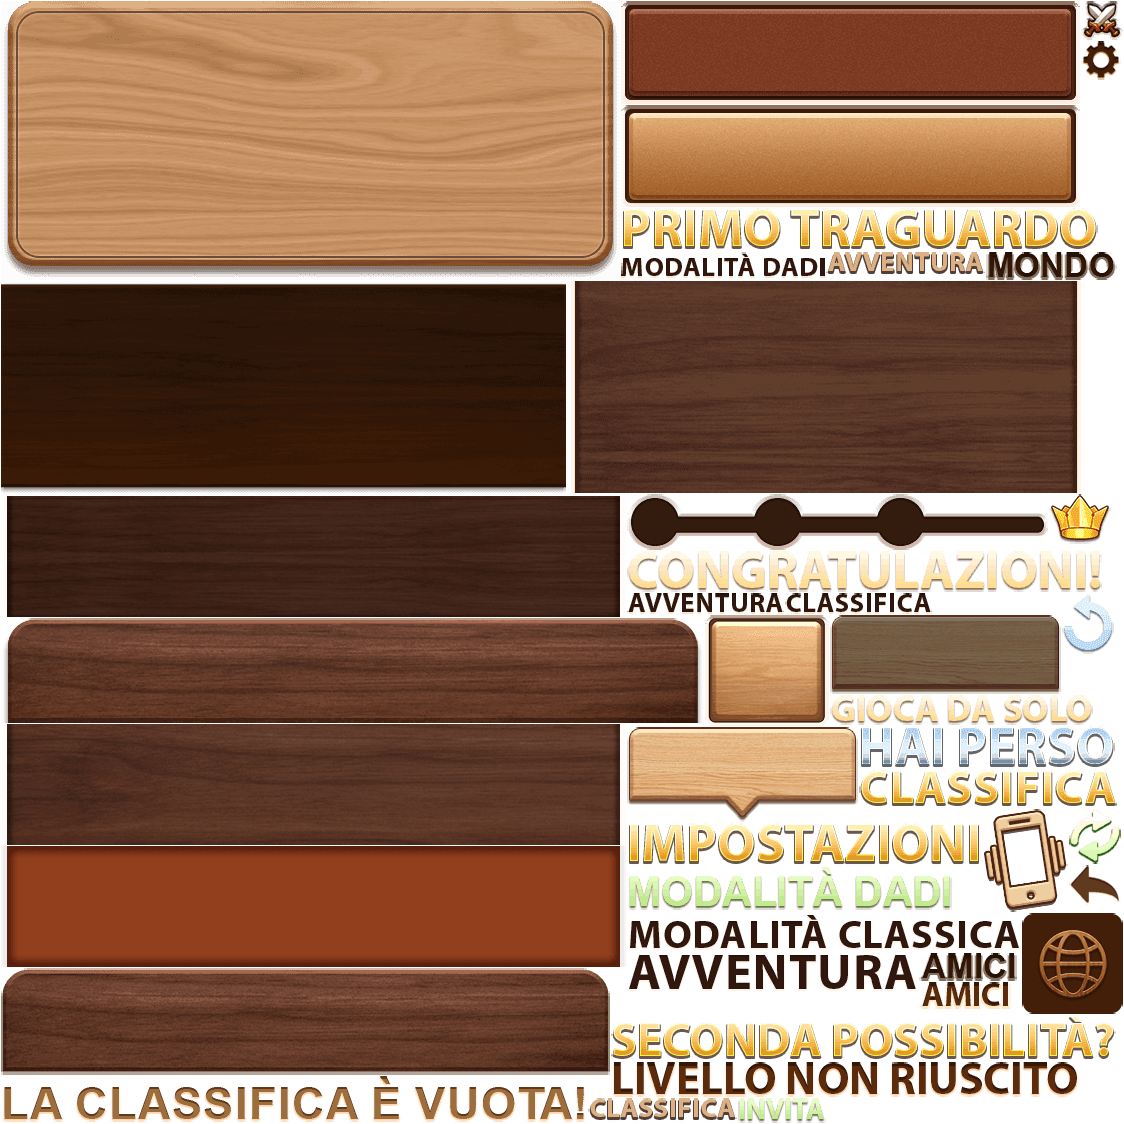 PRIMO TRAGUARDO
MODALITÀ DADI
AVVENTURA
MONDO
CONGRATULAZIONI!
AVVENTURA
CLASSIFICA
GIOCA DA SOLO
HAI PERSO
CLASSIFICA
IMPOSTAZIONI
MODALITÀ DADI
MODALITÀ CLASSICA
AVVENTURA
AMICI
AMICI
SECONDA POSSIBILITÀ?
LIVELLO NON RIUSCITO
LA CLASSIFICA È VUOTA!
CLASSIFICA
INVITA